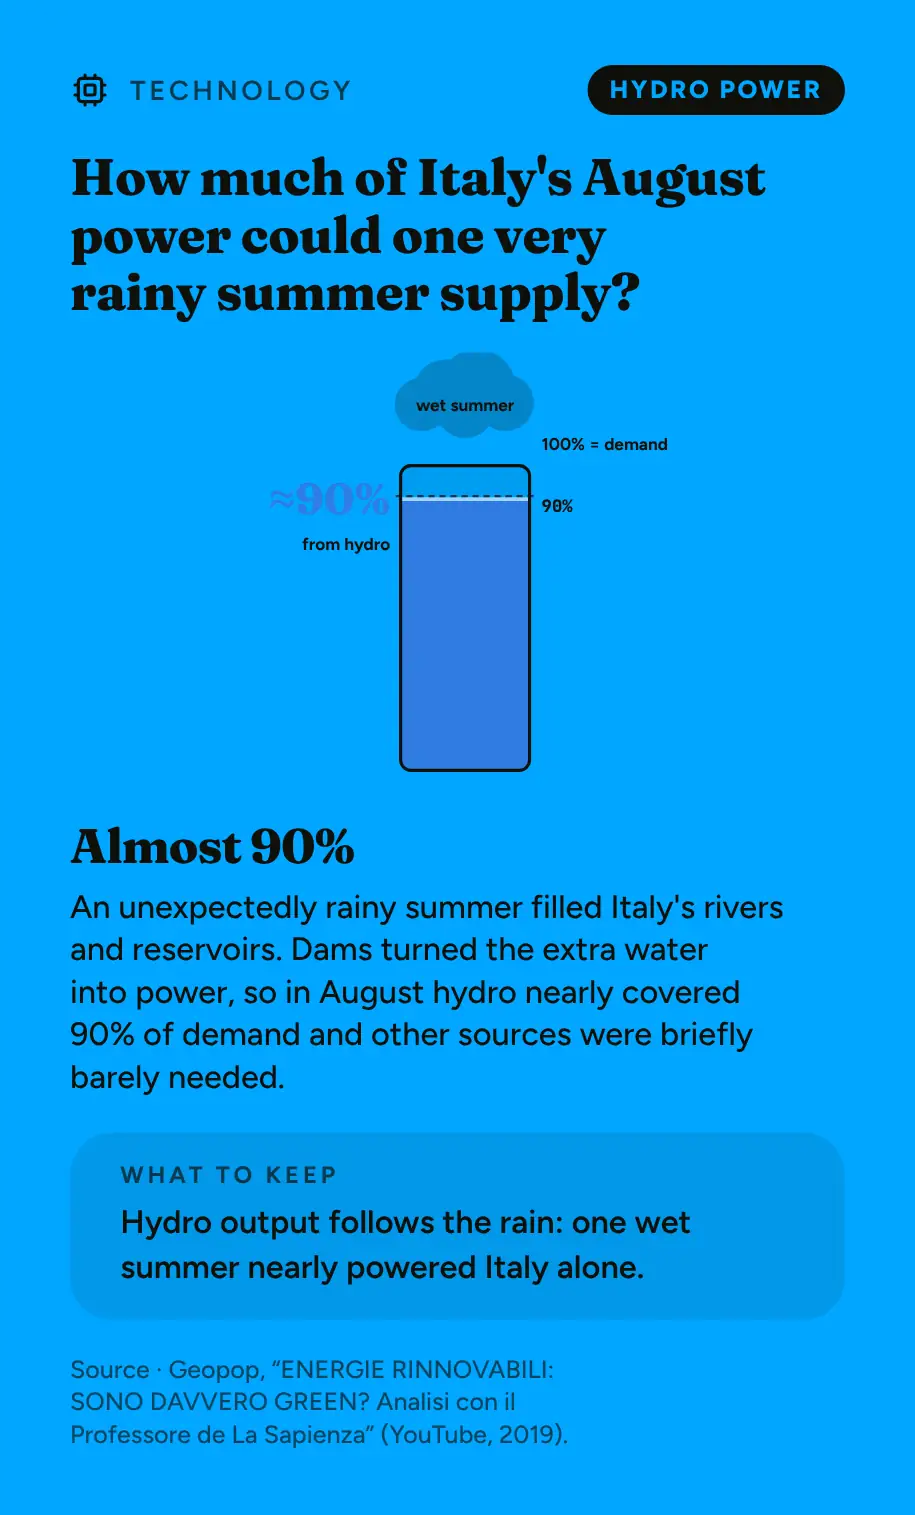 TECHNOLOGY
HYDRO POWER
How much of Italy's August
power could one very
rainy summer supply?
wet summer
100% = demand
≈90%
90%
from hydro
Almost 90%
An unexpectedly rainy summer filled Italy's rivers
and reservoirs. Dams turned the extra water
into power, so in August hydro nearly covered
90% of demand and other sources were briefly
barely needed.
WHAT TO KEEP
Hydro output follows the rain: one wet
summer nearly powered Italy alone.
Source · Geopop, “ENERGIE RINNOVABILI:
SONO DAVVERO GREEN? Analisi con il
Professore de La Sapienza” (YouTube, 2019).